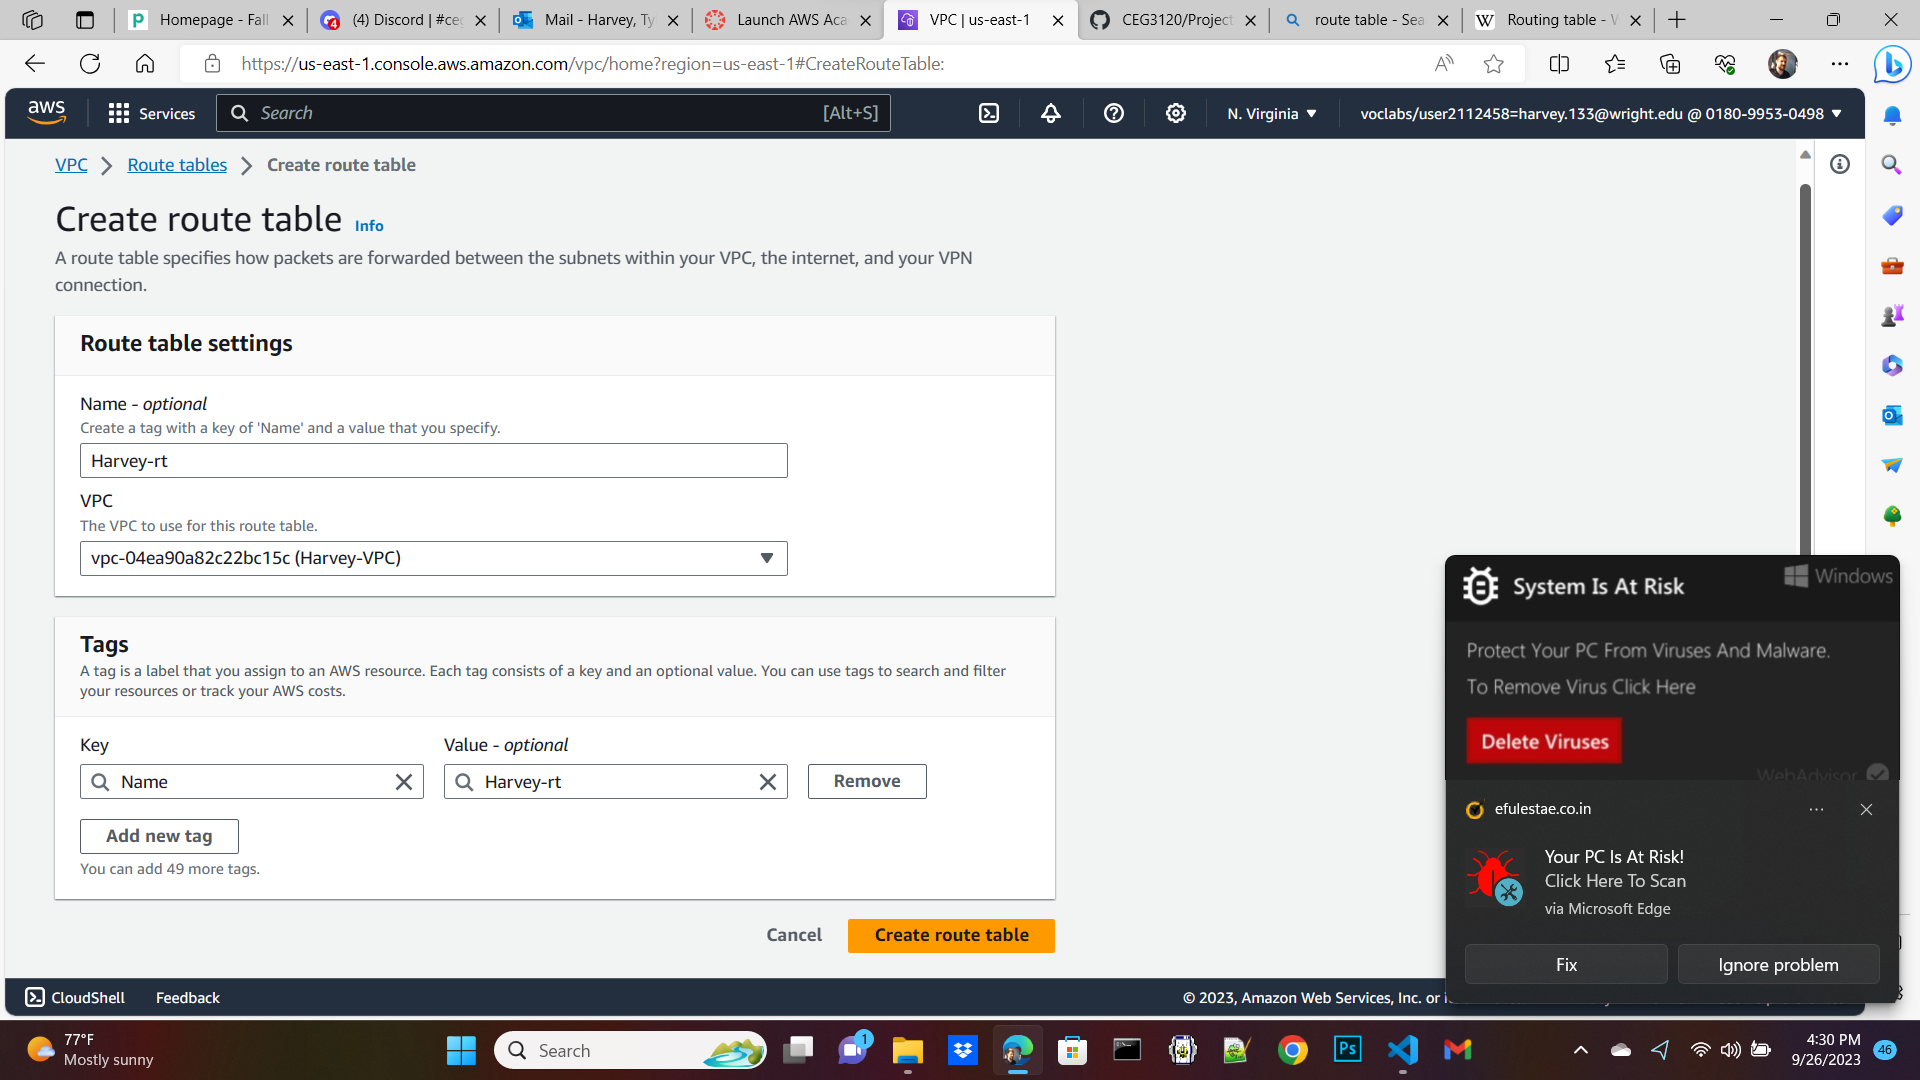 Homepage - Fall
(4) Discord | #ceg
Mail - Harvey, Ty
Launch AWS Aca
VPC | us-east-1
CEG3120/Project
route table - Sea
Routing table - W
https://us-east-1.console.aws.amazon.com/vpc/home?region=us-east-1#CreateRouteTable:
aws
Services
Search
[Alt+S]
N. Virginia
voclabs/user2112458=harvey.133@wright.edu @ 0180-9953-0498
VPC
Route tables
Create route table
Create route table
Info
A route table specifies how packets are forwarded between the subnets within your VPC, the internet, and your VPN
connection.
Route table settings
Name - optional
Create a tag with a key of 'Name' and a value that you specify.
Harvey-rt
VPC
The VPC to use for this route table.
vpc-04ea90a82c22bc15c (Harvey-VPC)
Tags
A tag is a label that you assign to an AWS resource. Each tag consists of a key and an optional value. You can use tags to search and filter
your resources or track your AWS costs.
Key
Value - optional
Name
Harvey-rt
Remove
Add new tag
You can add 49 more tags.
Cancel
Create route table
System Is At Risk
Windows
Protect Your PC From Viruses And Malware.
To Remove Virus Click Here
Delete Viruses
WebAdvisor
efulestae.co.in
Your PC Is At Risk!
Click Here To Scan
via Microsoft Edge
Fix
Ignore problem
CloudShell
Feedback
© 2023, Amazon Web Services, Inc. or
77°F
Mostly sunny
Search
1
Ps
4:30 PM
9/26/2023
46